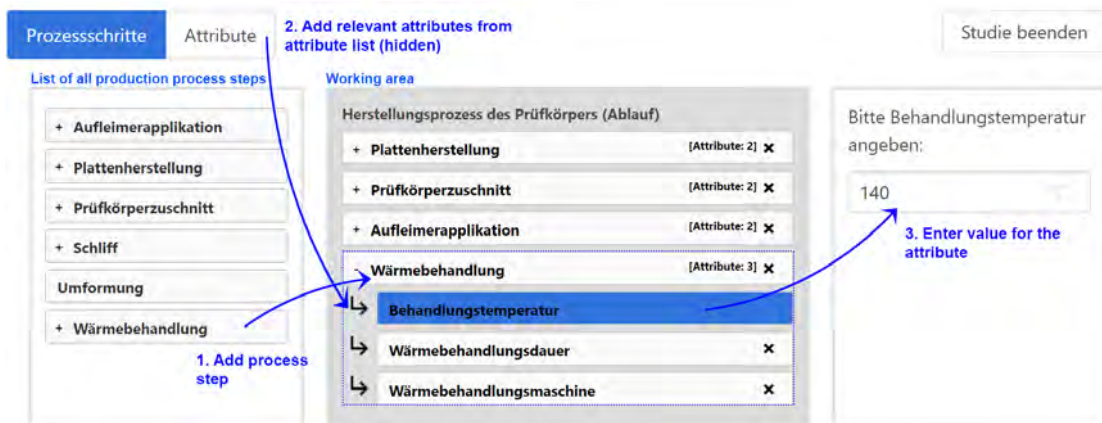 Prozessschritte
Attribute
2. Add relevant attributes from
attribute list (hidden)
Studie beenden
List of all production process steps
+ Aufleimerapplikation
+ Plattenherstellung
+ Prüfkörperzuschnitt
+ Schliff
Umformung
+ Wärmebehandlung
1. Add process
step
Working area
Herstellungsprozess des Prüfkörpers (Ablauf)
+ Plattenherstellung [Attribute: 2] ×
+ Prüfkörperzuschnitt [Attribute: 2] ×
+ Aufleimerapplikation [Attribute: 2] ×
- Wärmebehandlung [Attribute: 3] ×
Behandlungstemperatur
Wärmebehandlungsdauer ×
Wärmebehandlungsmaschine ×
Bitte Behandlungstemperatur
angeben:
140
3. Enter value for the
attribute